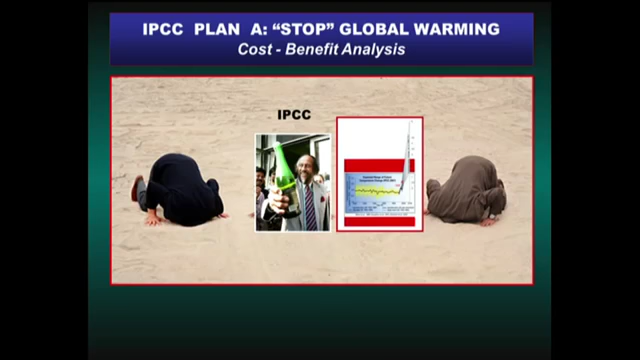 IPCC PLAN A: “STOP” GLOBAL WARMING
Cost - Benefit Analysis
IPCC